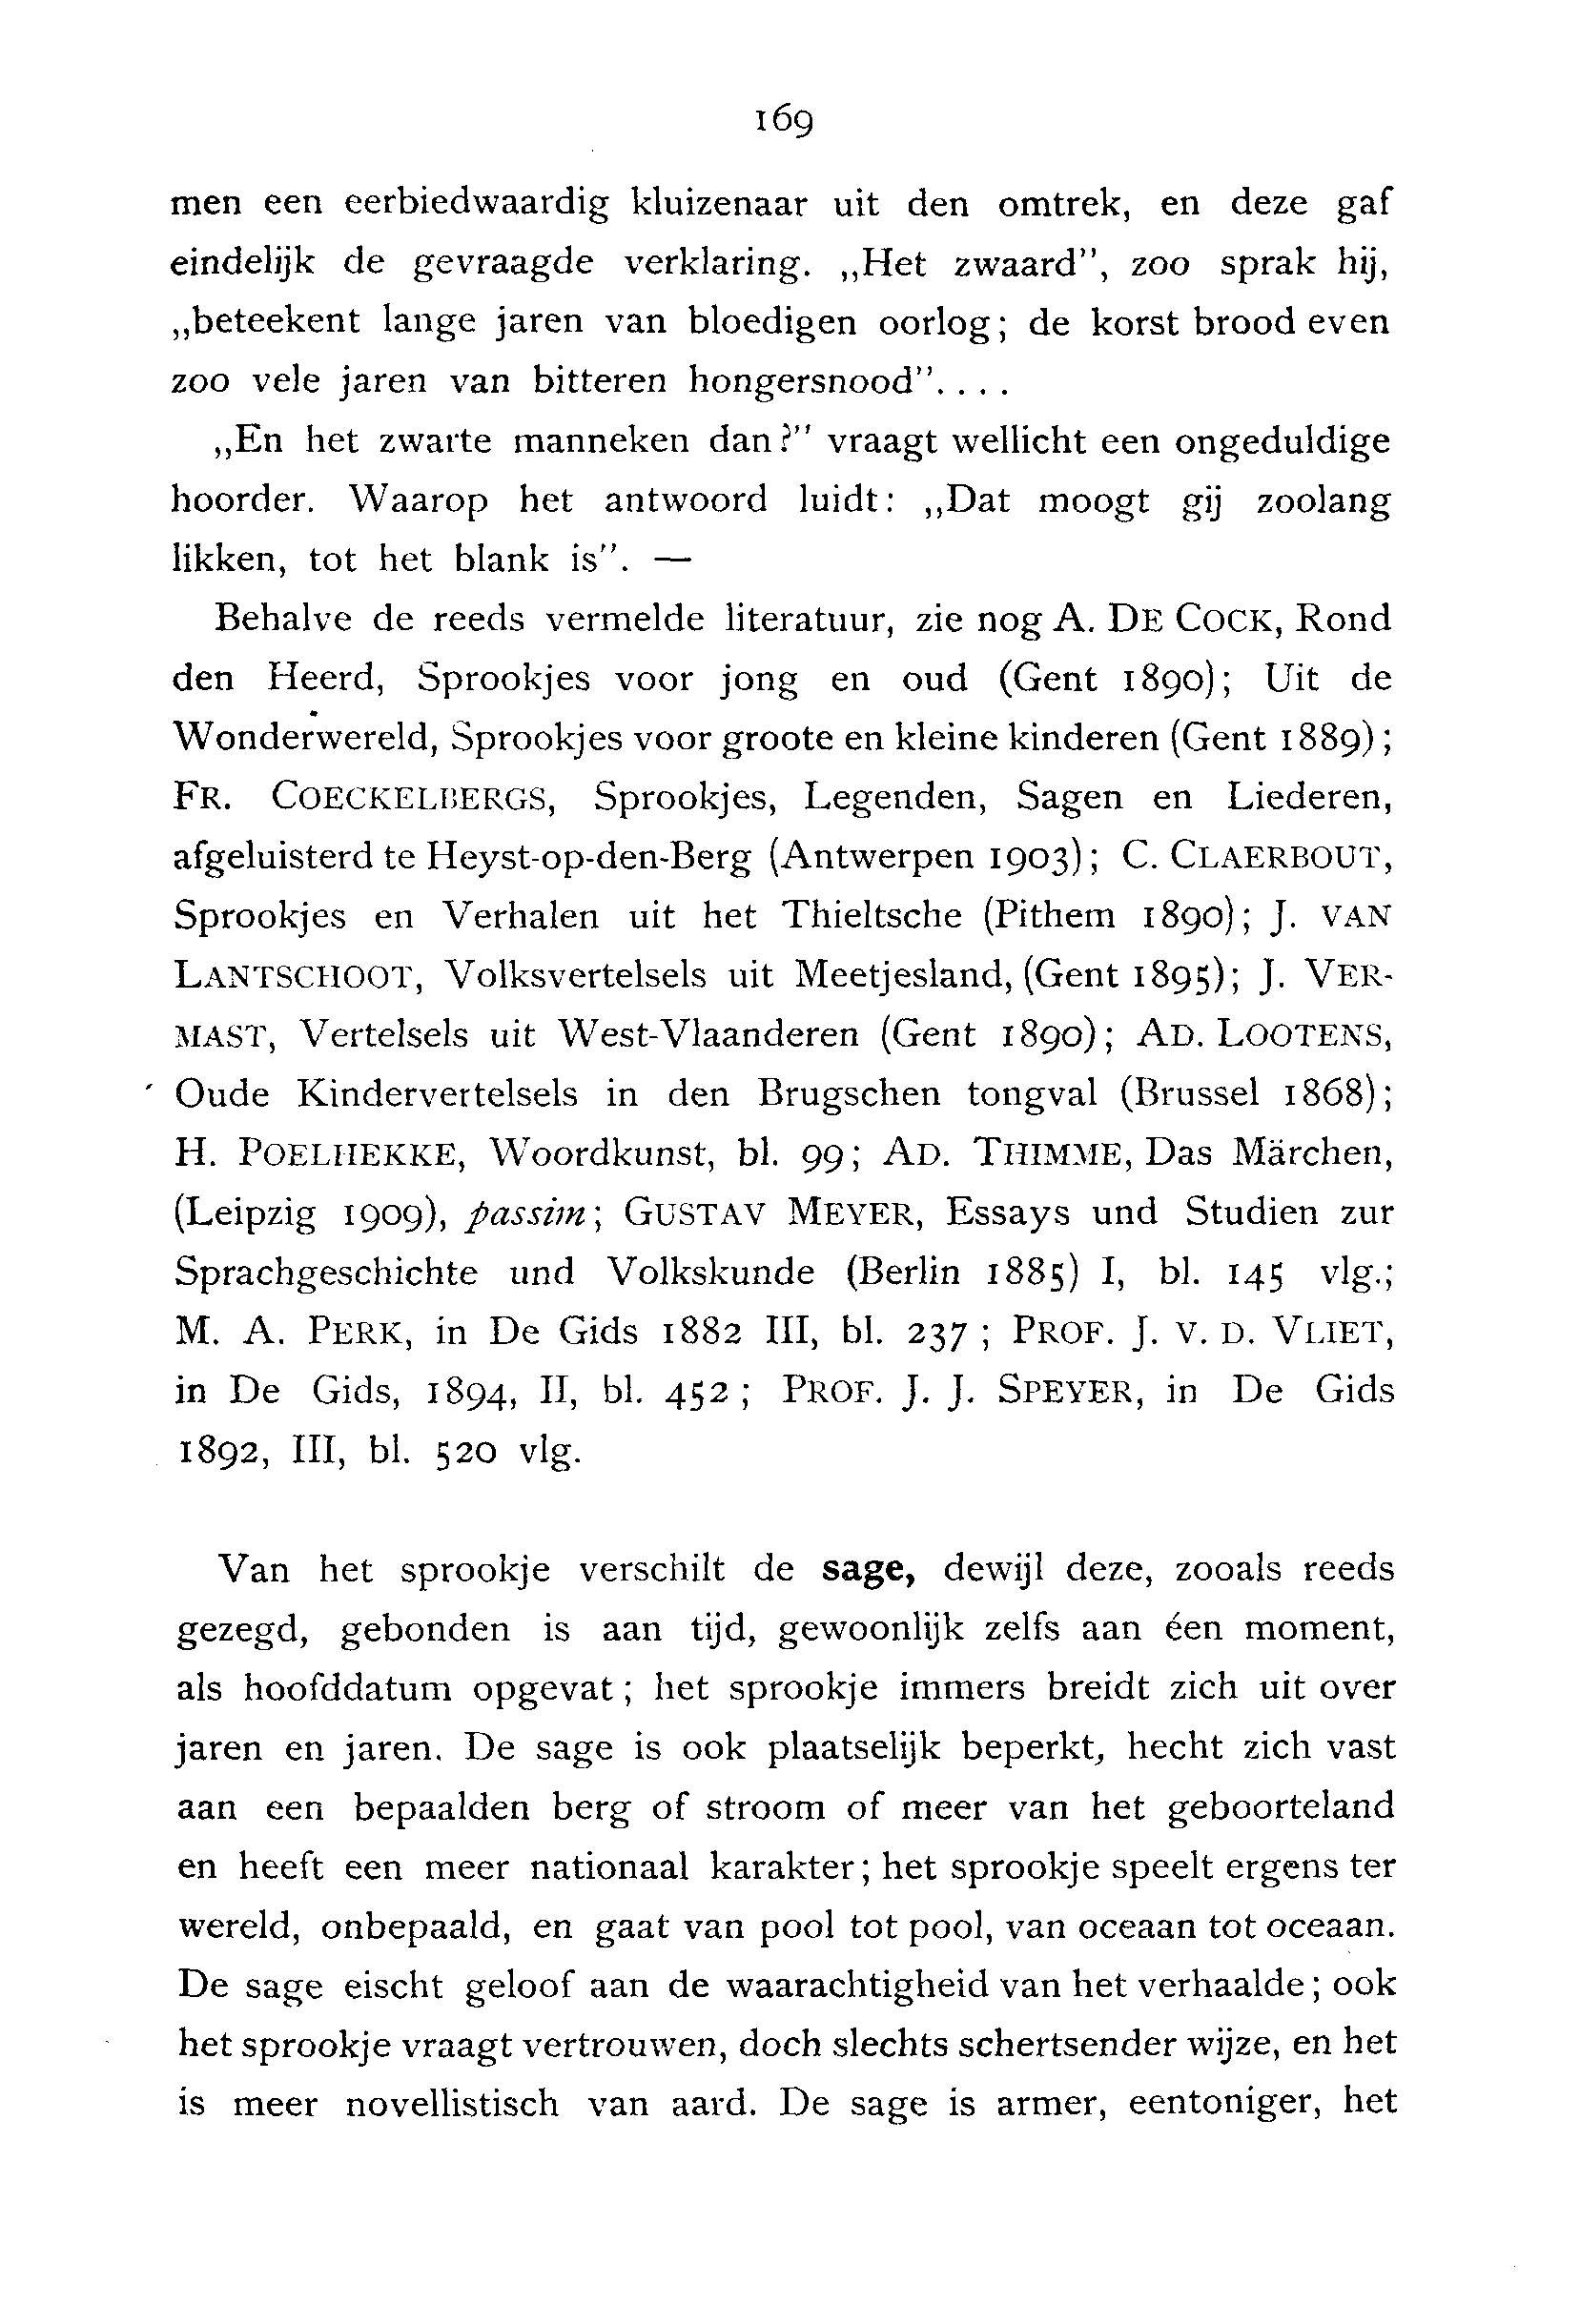 169
men een eerbiedwaardig kluizenaar uit den omtrek, en deze gaf
eindelijk de gevraagde verklaring. „Het zwaard”, zoo sprak hij,
„beteekent lange jaren van bloedigen oorlog; de korst brood even
zoo vele jaren van bitteren hongersnood”. . . .
„En het zwarte manneken dan?” vraagt wellicht een ongeduldige
hoorder. Waarop het antwoord luidt: „Dat moogt gij zoolang
likken, tot het blank is”. —
Behalve de reeds vermelde literatuur, zie nog A. DE COCK, Rond
den Heerd, Sprookjes voor jong en oud (Gent 1890); Uit de
Wonderwereld, Sprookjes voor groote en kleine kinderen (Gent 1889);
FR. COECKELBERGS, Sprookjes, Legenden, Sagen en Liederen,
afgeluisterd te Heyst-op-den-Berg (Antwerpen 1903); C. CLAERBOUT,
Sprookjes en Verhalen uit het Thieltsche (Pithem 1890); J. VAN
LANTSCHOOT, Volksvertelsels uit Meetjesland, (Gent 1895); J. VER-
MAST, Vertelsels uit West-Vlaanderen (Gent 1890); AD. LOOTENS,
Oude Kindervertelsels in den Brugschen tongval (Brussel 1868);
H. POELHEKKE, Woordkunst, bl. 99; AD. THIMME, Das Märchen,
(Leipzig 1909), passim; GUSTAV MEYER, Essays und Studien zur
Sprachgeschichte und Volkskunde (Berlin 1885) I, bl. 145 vlg.;
M. A. PERK, in De Gids 1882 III, bl. 237; PROF. J. V. D. VLIET,
in De Gids, 1894, II, bl. 452; PROF. J. J. SPEYER, in De Gids
1892, III, bl. 520 vlg.
Van het sprookje verschilt de sage, dewijl deze, zooals reeds
gezegd, gebonden is aan tijd, gewoonlijk zelfs aan éen moment,
als hoofddatum opgevat; het sprookje immers breidt zich uit over
jaren en jaren. De sage is ook plaatselijk beperkt, hecht zich vast
aan een bepaalden berg of stroom of meer van het geboorteland
en heeft een meer nationaal karakter; het sprookje speelt ergens ter
wereld, onbepaald, en gaat van pool tot pool, van oceaan tot oceaan.
De sage eischt geloof aan de waarachtigheid van het verhaalde; ook
het sprookje vraagt vertrouwen, doch slechts schertsender wijze, en het
is meer novellistisch van aard. De sage is armer, eentoniger, het